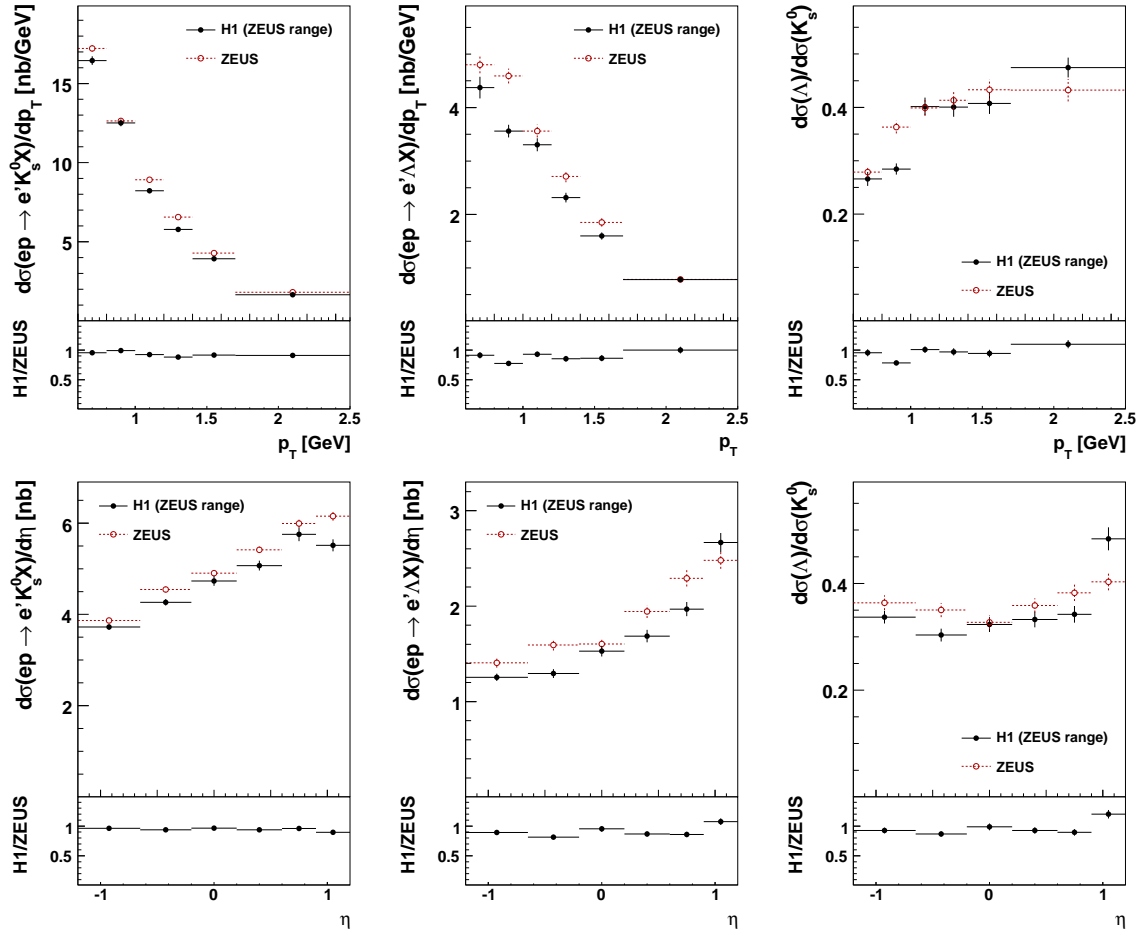 dσ(ep → e'K⁰ₛX)/dp_T [nb/GeV]
15
10
5
H1 (ZEUS range)
ZEUS
H1/ZEUS
1
0.5
1
1.5
2
2.5
p_T [GeV]
dσ(ep → e'ΛX)/dp_T [nb/GeV]
4
2
H1 (ZEUS range)
ZEUS
H1/ZEUS
1
0.5
1
1.5
2
2.5
p_T
dσ(Λ)/dσ(K⁰ₛ)
0.4
0.2
H1 (ZEUS range)
ZEUS
H1/ZEUS
1
0.5
1
1.5
2
2.5
p_T [GeV]
dσ(ep → e'K⁰ₛX)/dη [nb]
6
4
2
H1 (ZEUS range)
ZEUS
H1/ZEUS
1
0.5
-1
0
1
η
dσ(ep → e'ΛX)/dη [nb]
3
2
1
H1 (ZEUS range)
ZEUS
H1/ZEUS
1
0.5
-1
0
1
η
dσ(Λ)/dσ(K⁰ₛ)
0.4
0.2
H1 (ZEUS range)
ZEUS
H1/ZEUS
1
0.5
-1
0
1
η